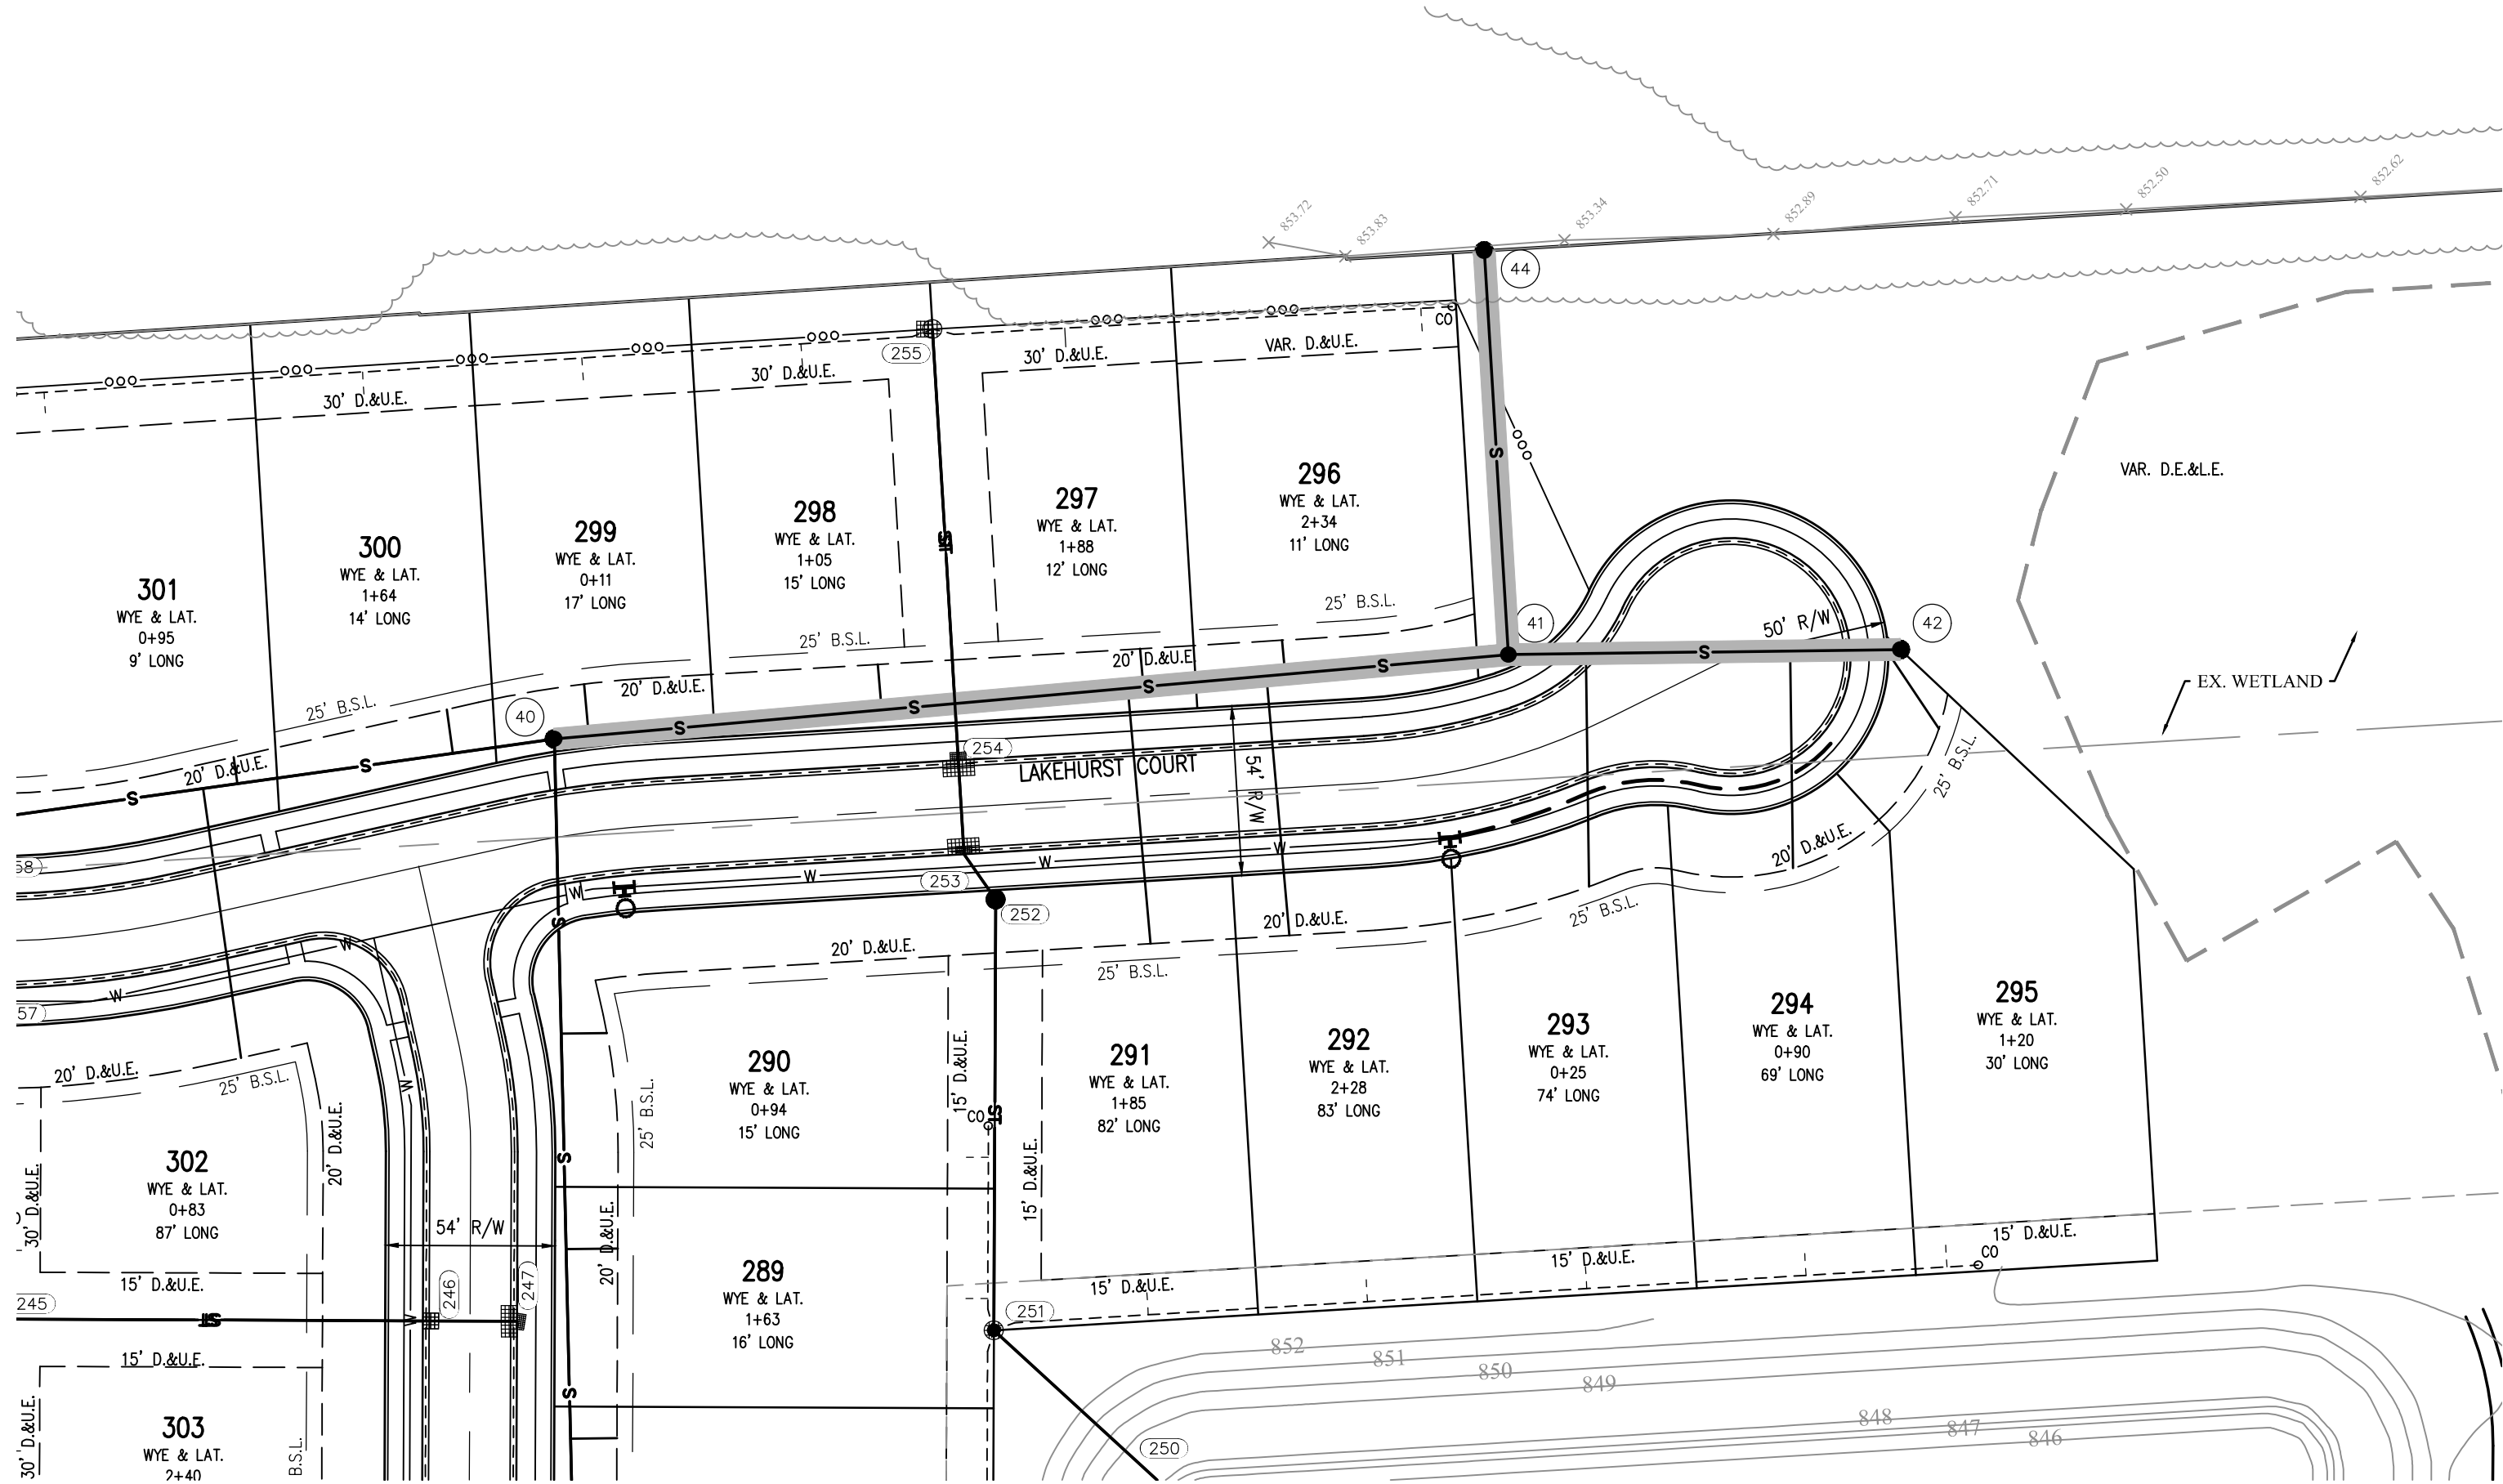 853.72
853.83
853.34
852.89
852.71
852.50
852.62
44
CO
255
30' D.&U.E.
VAR. D.&U.E.
30' D.&U.E.
30' D.&U.E.
VAR. D.E.&L.E.
301
WYE & LAT.
0+95
9' LONG
300
WYE & LAT.
1+64
14' LONG
299
WYE & LAT.
0+11
17' LONG
298
WYE & LAT.
1+05
15' LONG
ST
297
WYE & LAT.
1+88
12' LONG
296
WYE & LAT.
2+34
11' LONG
S
25' B.S.L.
25' B.S.L.
25' B.S.L.
20' D.&U.E.
20' D.&U.E.
20' D.&U.E.
41
42
50' R/W
EX. WETLAND
40
S
S
S
S
S
S
S
254
LAKEHURST COURT
54' R/W
25' B.S.L.
20' D.&U.E.
58
253
W
W
W
W
W
W
S
252
20' D.&U.E.
20' D.&U.E.
25' B.S.L.
25' B.S.L.
57
20' D.&U.E.
25' B.S.L.
W
20' D.&U.E.
25' B.S.L.
15' D.&U.E.
CO
ST
15' D.&U.E.
290
WYE & LAT.
0+94
15' LONG
291
WYE & LAT.
1+85
82' LONG
292
WYE & LAT.
2+28
83' LONG
293
WYE & LAT.
0+25
74' LONG
294
WYE & LAT.
0+90
69' LONG
295
WYE & LAT.
1+20
30' LONG
302
WYE & LAT.
0+83
87' LONG
30' D.&U.E.
54' R/W
S
20' D.&U.E.
15' D.&U.E.
245
ST
246
247
W
289
WYE & LAT.
1+63
16' LONG
251
15' D.&U.E.
15' D.&U.E.
15' D.&U.E.
CO
15' D.&U.E.
30' D.&U.E.
303
WYE & LAT.
2+40
B.S.L.
S
250
852
851
850
849
848
847
846